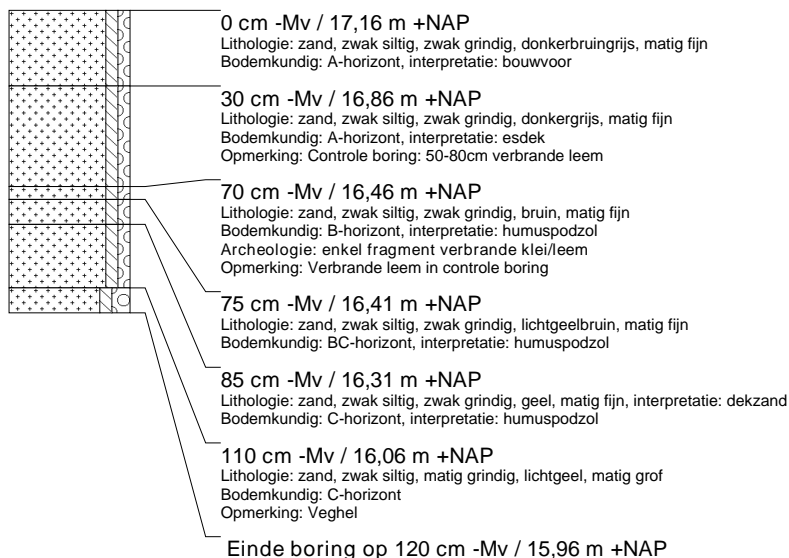 0 cm -Mv / 17,16 m +NAP
Lithologie: zand, zwak siltig, zwak grindig, donkerbruingrijs, matig fijn
Bodemkundig: A-horizont, interpretatie: bouwvoor
30 cm -Mv / 16,86 m +NAP
Lithologie: zand, zwak siltig, zwak grindig, donkergrijs, matig fijn
Bodemkundig: A-horizont, interpretatie: esdek
Opmerking: Controle boring: 50-80cm verbrande leem
70 cm -Mv / 16,46 m +NAP
Lithologie: zand, zwak siltig, zwak grindig, bruin, matig fijn
Bodemkundig: B-horizont, interpretatie: humuspodzol
Archeologie: enkel fragment verbrande klei/leem
Opmerking: Verbrande leem in controle boring
75 cm -Mv / 16,41 m +NAP
Lithologie: zand, zwak siltig, zwak grindig, lichtgeelbruin, matig fijn
Bodemkundig: BC-horizont, interpretatie: humuspodzol
85 cm -Mv / 16,31 m +NAP
Lithologie: zand, zwak siltig, zwak grindig, geel, matig fijn, interpretatie: dekzand
Bodemkundig: C-horizont, interpretatie: humuspodzol
110 cm -Mv / 16,06 m +NAP
Lithologie: zand, zwak siltig, matig grindig, lichtgeel, matig grof
Bodemkundig: C-horizont
Opmerking: Veghel
Einde boring op 120 cm -Mv / 15,96 m +NAP